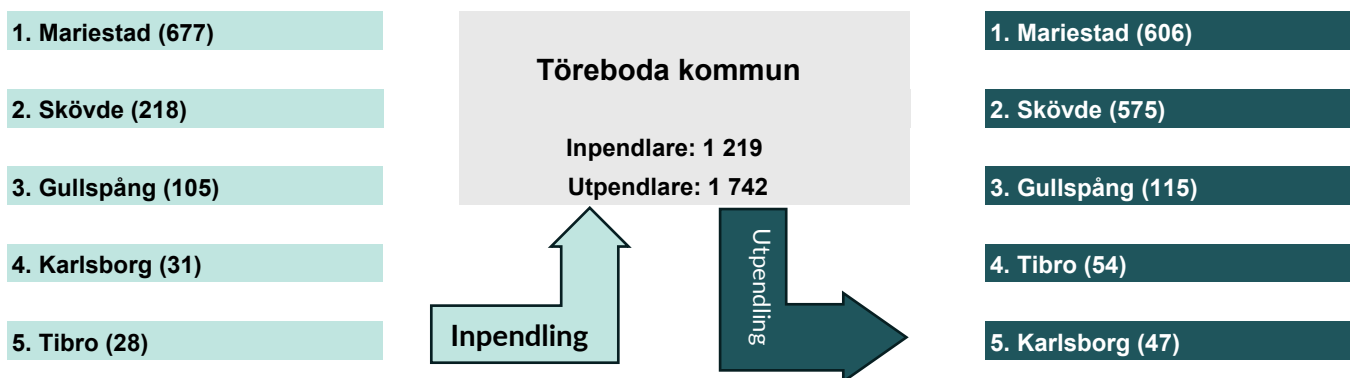 1. Mariestad (677)
2. Skövde (218)
3. Gullspång (105)
4. Karlsborg (31)
5. Tibro (28)
Töreboda kommun
Inpendlare: 1 219
Utpendlare: 1 742
Inpendling
Utpendling
1. Mariestad (606)
2. Skövde (575)
3. Gullspång (115)
4. Tibro (54)
5. Karlsborg (47)